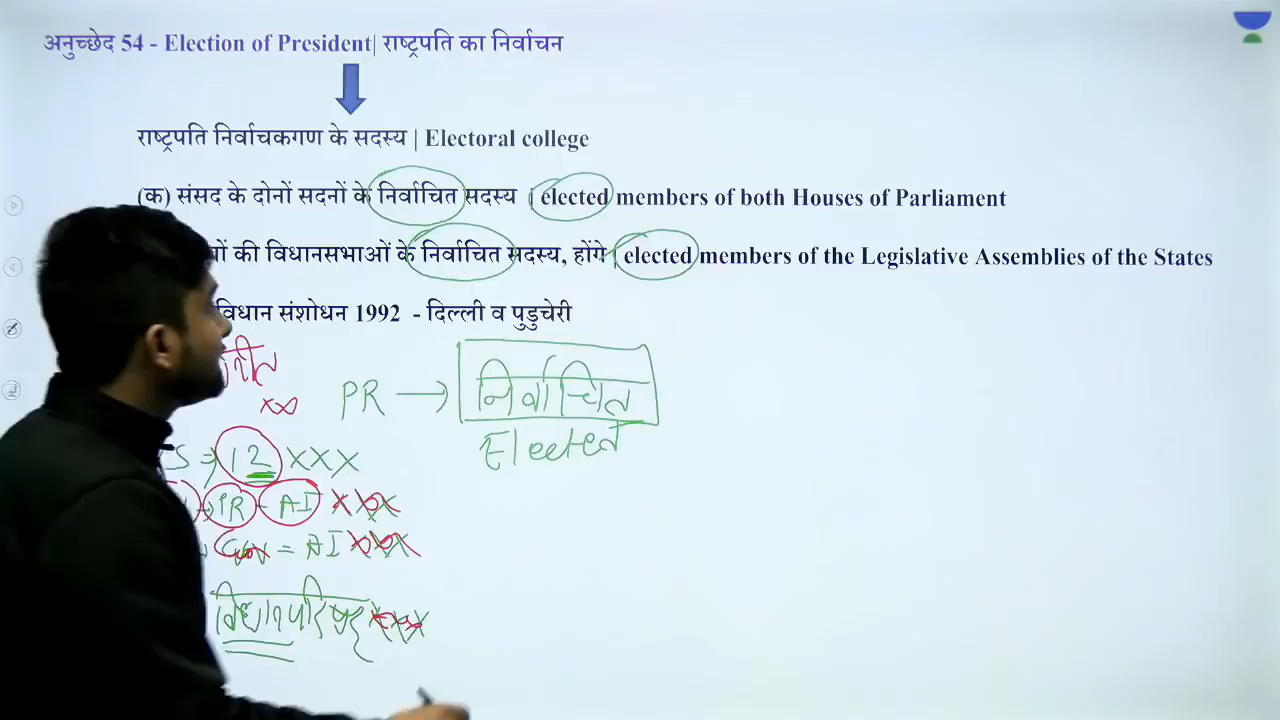 अनुच्छेद 54 - Election of President| राष्ट्रपति का निर्वाचन
राष्ट्रपति निर्वाचकगण के सदस्य | Electoral college
(क) संसद के दोनों सदनों के निर्वाचित सदस्य | elected members of both Houses of Parliament
की विधानसभाओं के निर्वाचित सदस्य, होंगे | elected members of the Legislative Assemblies of the States
संशोधन 1992 - दिल्ली व पुडुचेरी
xx
PR → निर्वाचित
Elected
S ⇒ 12 XXX
PR - AI XXX
= AI XXX
विधान परिषद् XXX